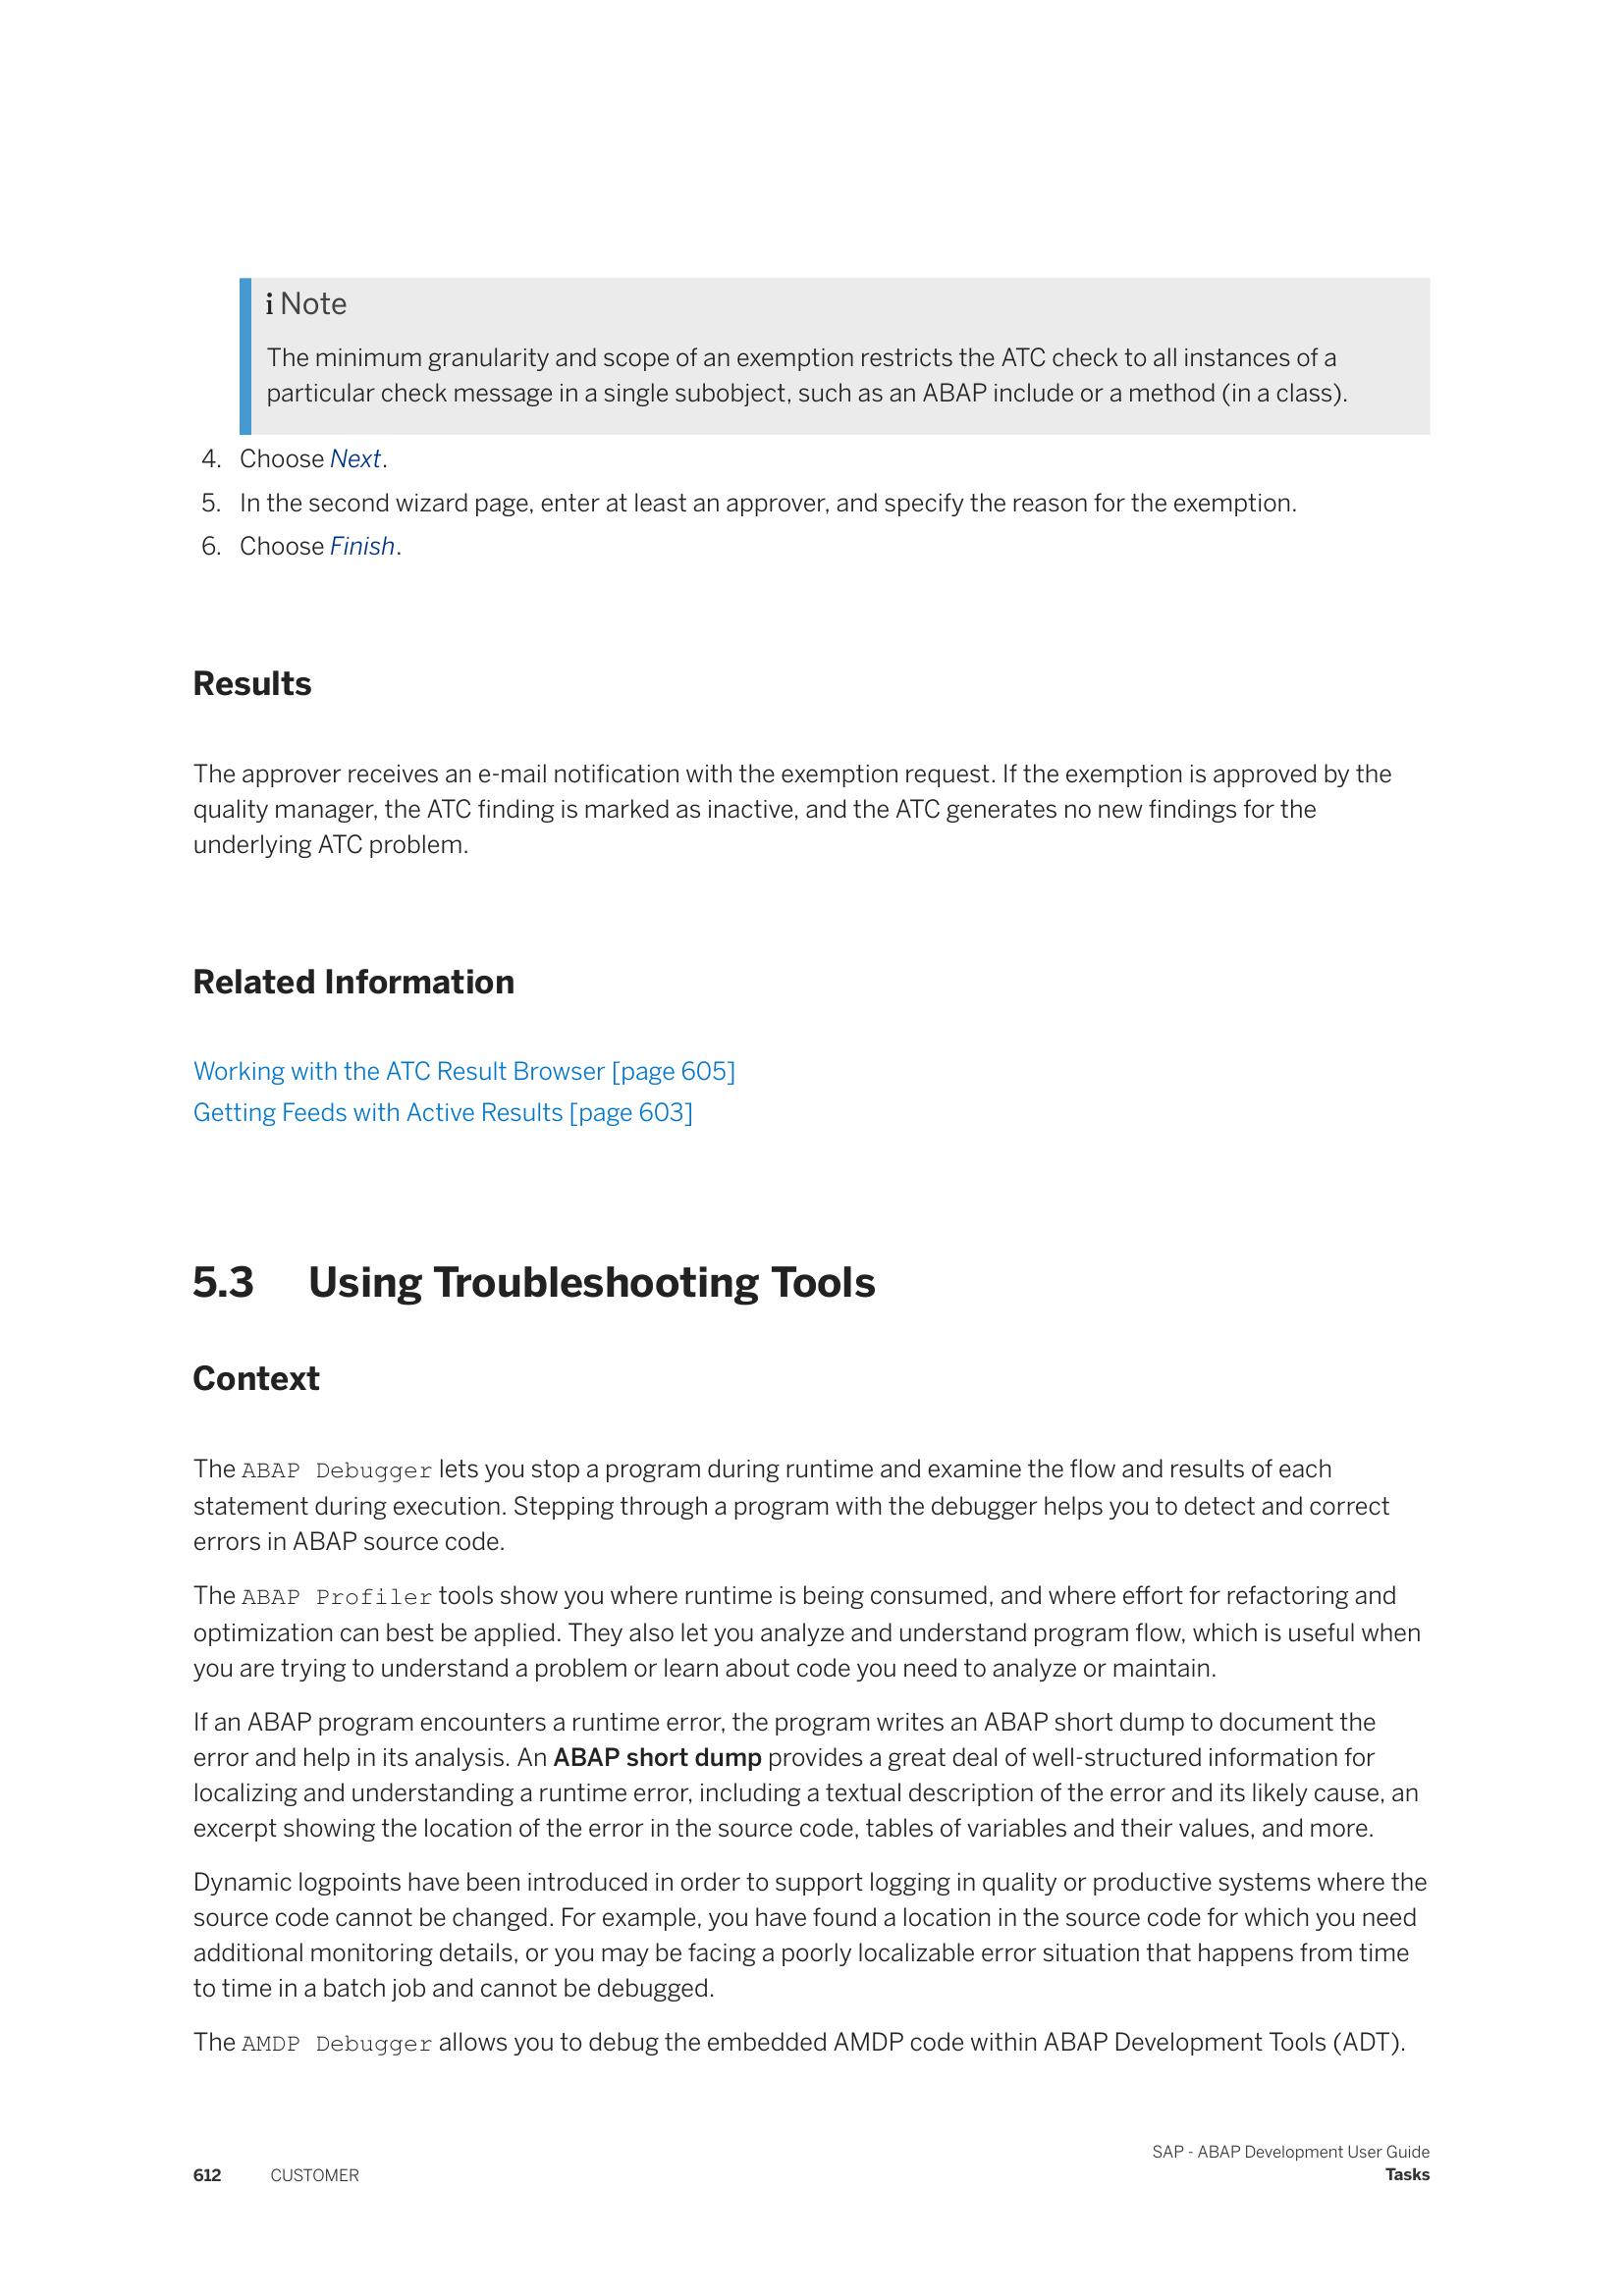 i Note
The minimum granularity and scope of an exemption restricts the ATC check to all instances of a
particular check message in a single subobject, such as an ABAP include or a method (in a class).
4. Choose Next.
5. In the second wizard page, enter at least an approver, and specify the reason for the exemption.
6. Choose Finish.
Results
The approver receives an e-mail notification with the exemption request. If the exemption is approved by the
quality manager, the ATC finding is marked as inactive, and the ATC generates no new findings for the
underlying ATC problem.
Related Information
Working with the ATC Result Browser [page 605]
Getting Feeds with Active Results [page 603]
5.3 Using Troubleshooting Tools
Context
The ABAP Debugger lets you stop a program during runtime and examine the flow and results of each
statement during execution. Stepping through a program with the debugger helps you to detect and correct
errors in ABAP source code.
The ABAP Profiler tools show you where runtime is being consumed, and where effort for refactoring and
optimization can best be applied. They also let you analyze and understand program flow, which is useful when
you are trying to understand a problem or learn about code you need to analyze or maintain.
If an ABAP program encounters a runtime error, the program writes an ABAP short dump to document the
error and help in its analysis. An ABAP short dump provides a great deal of well-structured information for
localizing and understanding a runtime error, including a textual description of the error and its likely cause, an
excerpt showing the location of the error in the source code, tables of variables and their values, and more.
Dynamic logpoints have been introduced in order to support logging in quality or productive systems where the
source code cannot be changed. For example, you have found a location in the source code for which you need
additional monitoring details, or you may be facing a poorly localizable error situation that happens from time
to time in a batch job and cannot be debugged.
The AMDP Debugger allows you to debug the embedded AMDP code within ABAP Development Tools (ADT).
SAP - ABAP Development User Guide
612 CUSTOMER Tasks